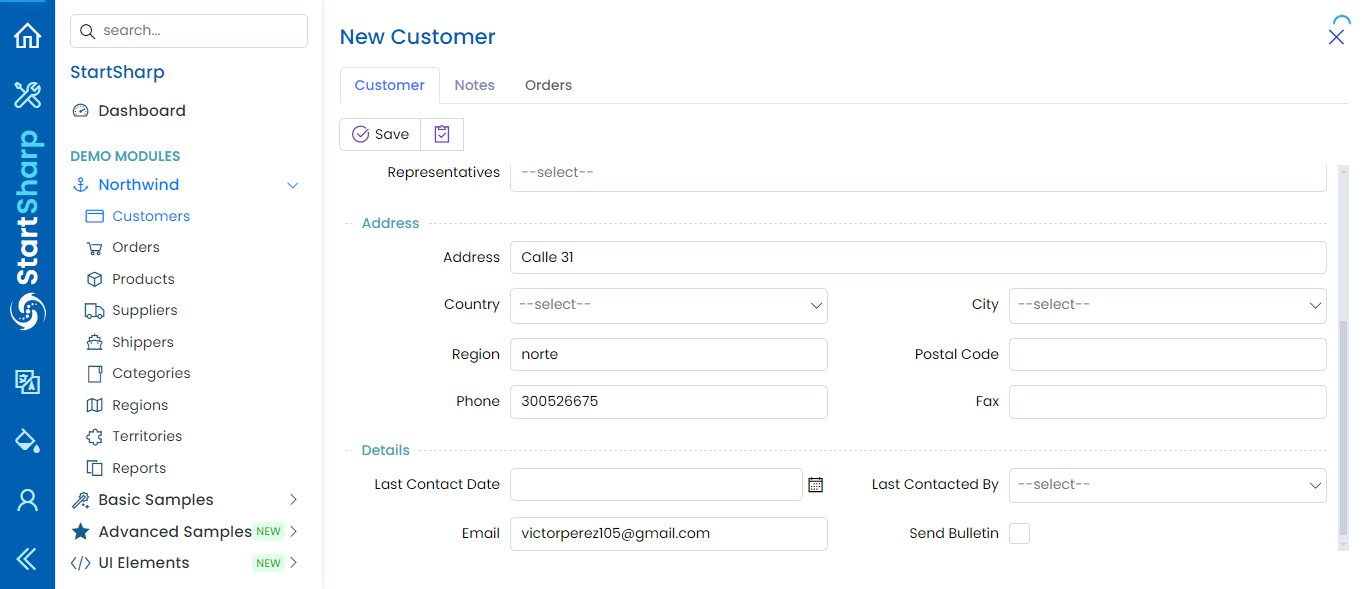 StartSharp
search...
StartSharp
Dashboard
DEMO MODULES
Northwind
Customers
Orders
Products
Suppliers
Shippers
Categories
Regions
Territories
Reports
Basic Samples
Advanced Samples NEW
UI Elements NEW
New Customer
Customer Notes Orders
Save
Representatives --select--
Address
Address Calle 31
Country --select-- City --select--
Region norte Postal Code
Phone 300526675 Fax
Details
Last Contact Date Last Contacted By --select--
Email victorperez105@gmail.com Send Bulletin